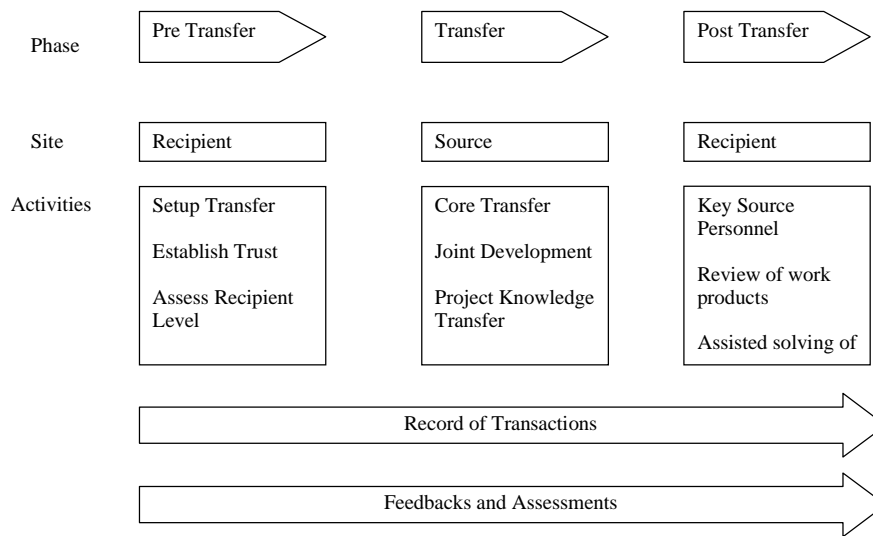 Phase
Pre Transfer
Transfer
Post Transfer
Site
Recipient
Source
Recipient
Activities
Setup Transfer
Establish Trust
Assess Recipient
Level
Core Transfer
Joint Development
Project Knowledge
Transfer
Key Source
Personnel
Review of work
products
Assisted solving of
Record of Transactions
Feedbacks and Assessments